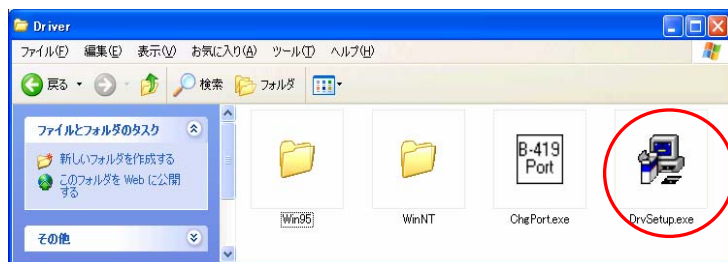 Driver
ファイル(F) 編集(E) 表示(V) お気に入り(A) ツール(T) ヘルプ(H)
戻る 検索 フォルダ
ファイルとフォルダのタスク
新しいフォルダを作成する
このフォルダを Web に公開
する
その他
B-419
Port
Win95 WinNT ChgPort.exe DrvSetup.exe